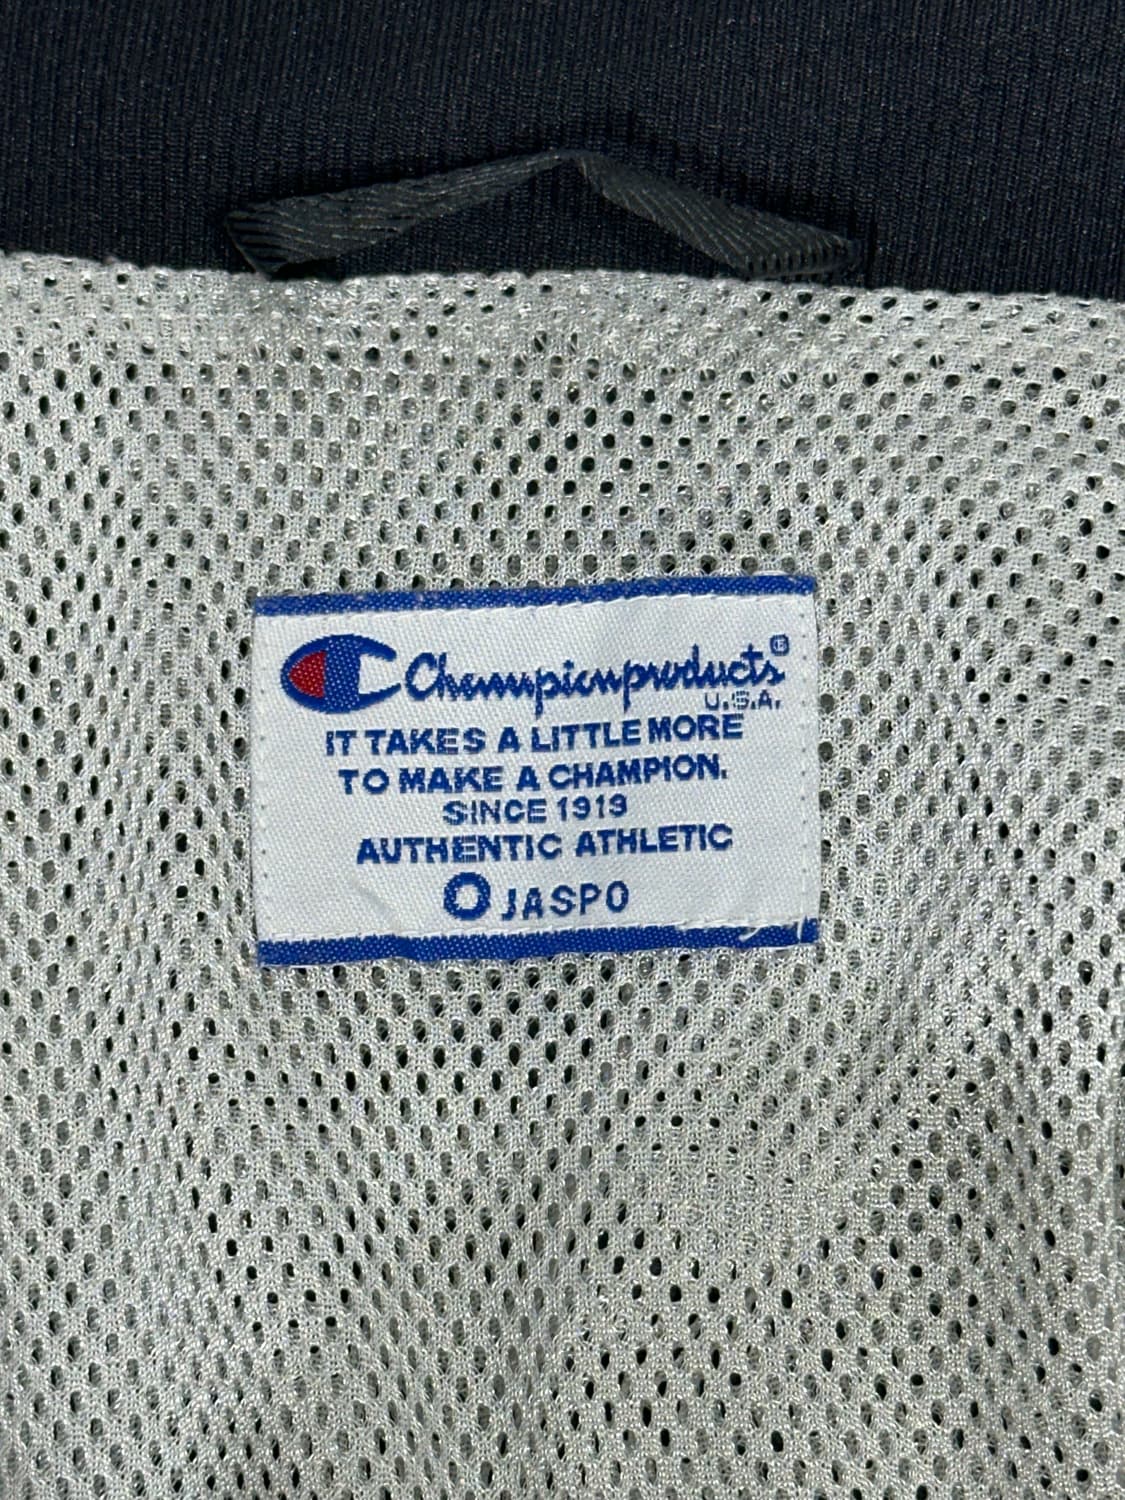 Championproducts®
U.S.A.
IT TAKES A LITTLE MORE
TO MAKE A CHAMPION.
SINCE 1919
AUTHENTIC ATHLETIC
O JASPO